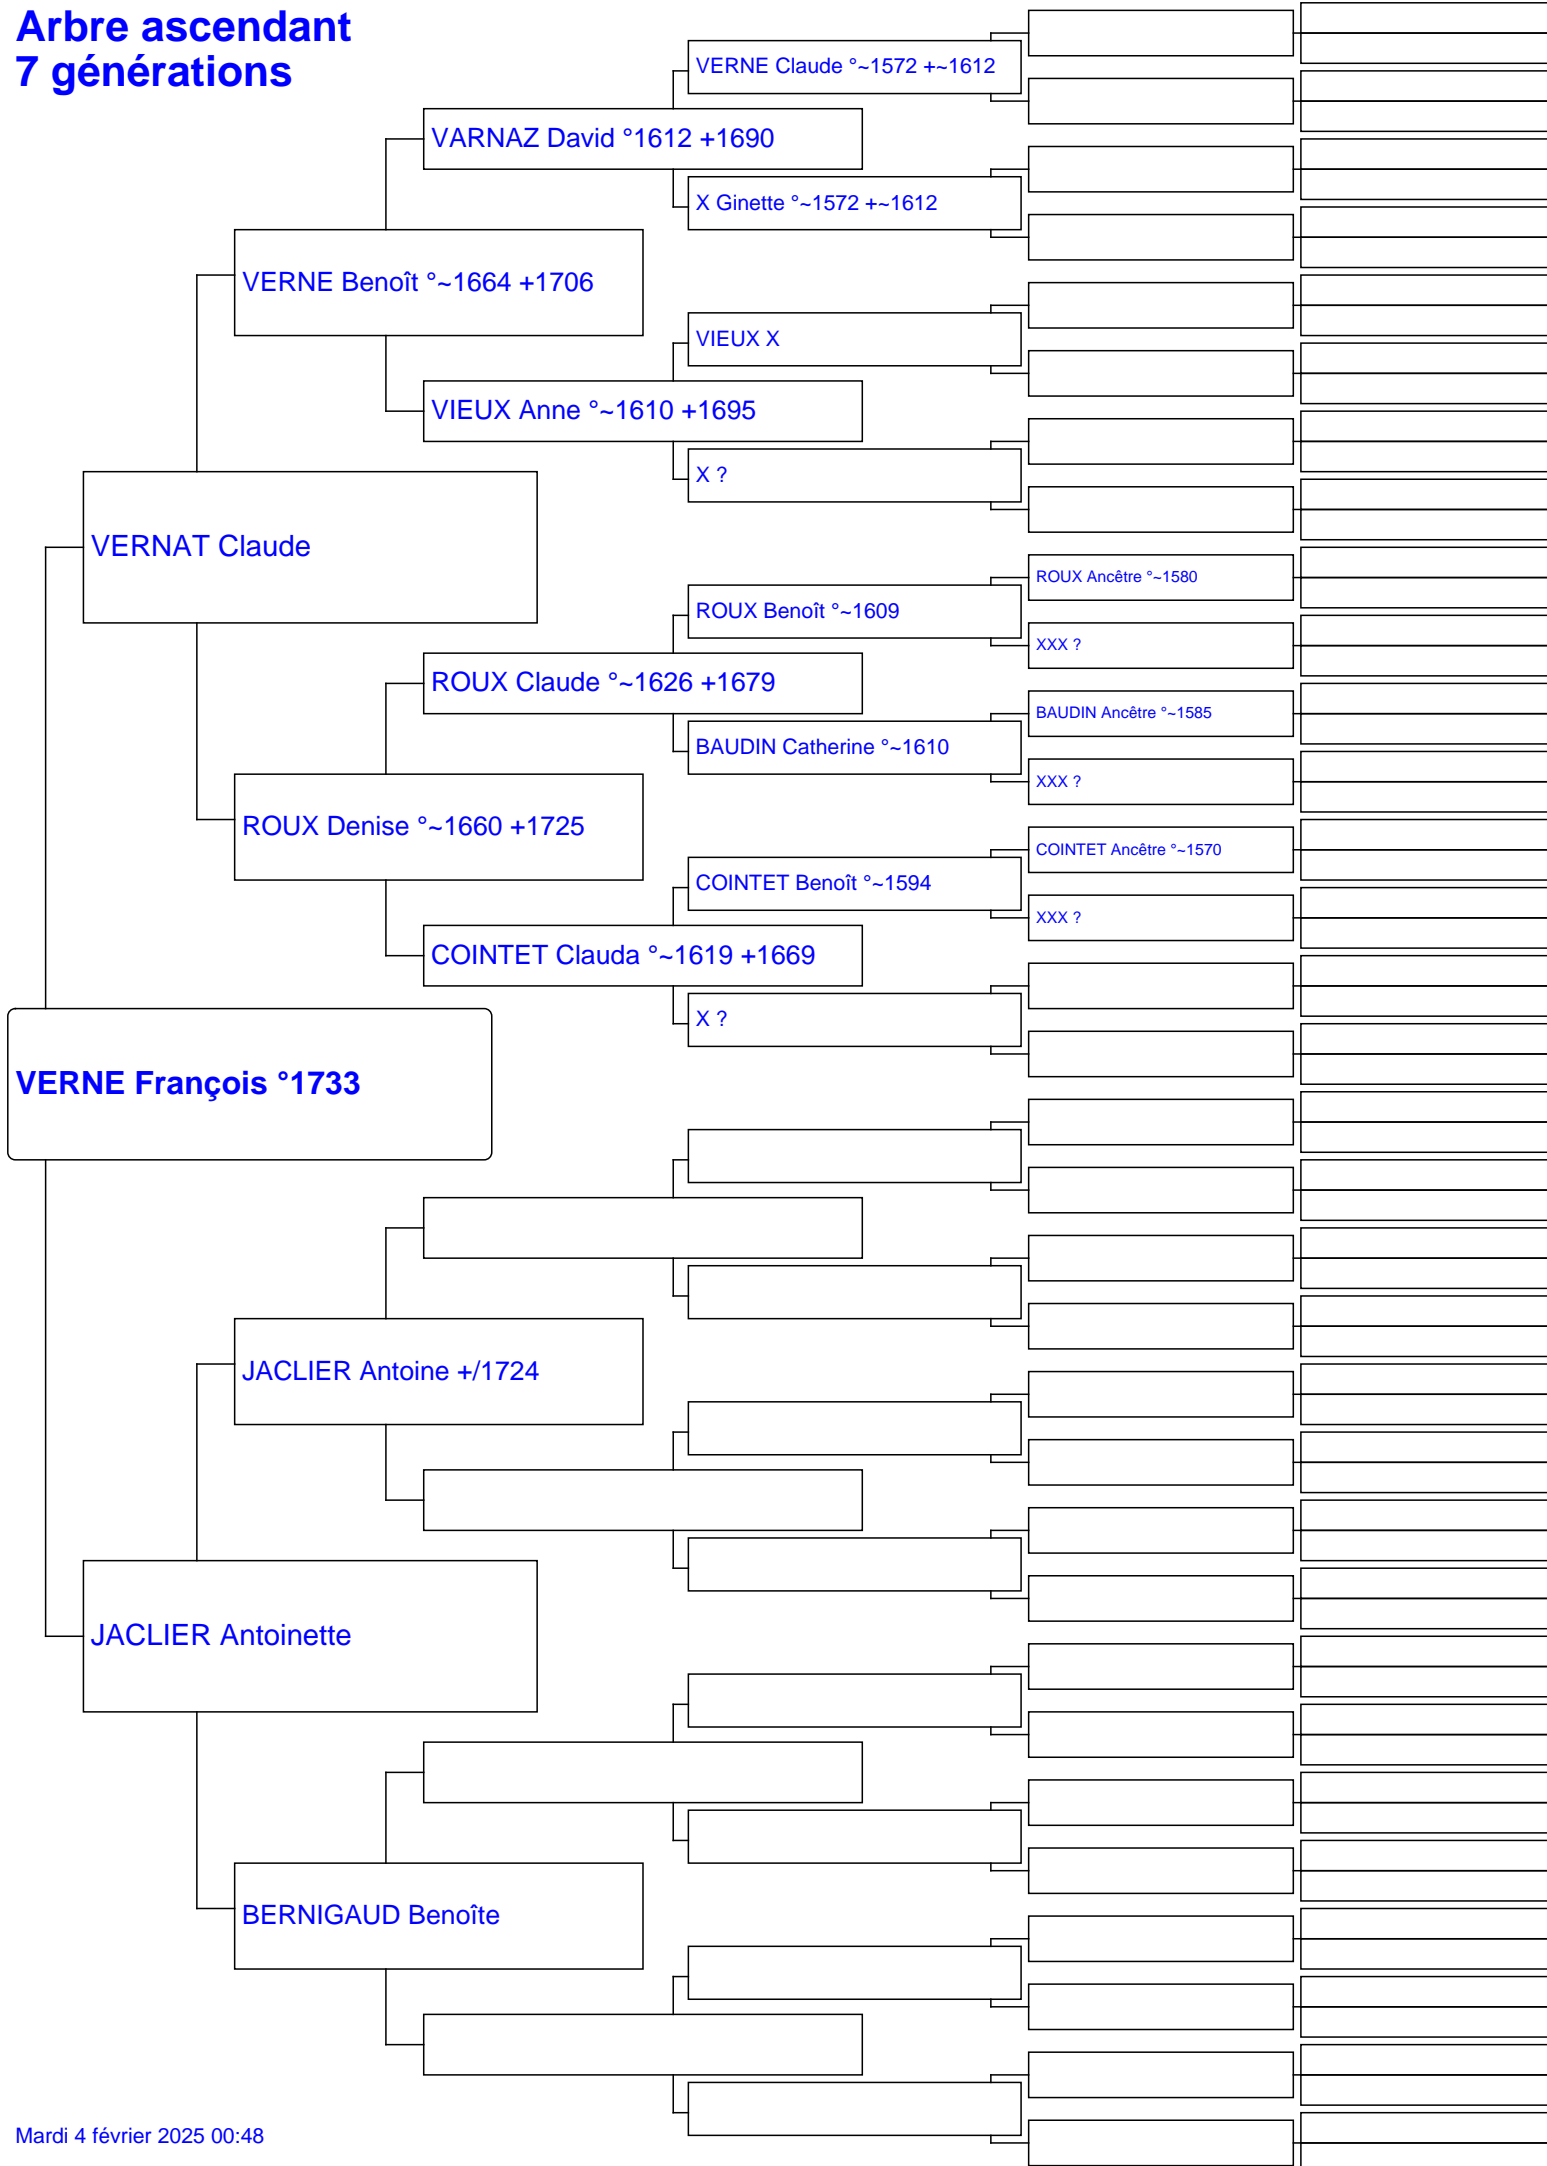 Arbre ascendant
7 générations
VERNE Claude °~1572 +~1612
VARNAZ David °1612 +1690
X Ginette °~1572 +~1612
VERNE Benoît °~1664 +1706
VIEUX X
VIEUX Anne °~1610 +1695
X ?
VERNAT Claude
ROUX Ancêtre °~1580
ROUX Benoît °~1609
XXX ?
ROUX Claude °~1626 +1679
BAUDIN Ancêtre °~1585
BAUDIN Catherine °~1610
XXX ?
ROUX Denise °~1660 +1725
COINTET Ancêtre °~1570
COINTET Benoît °~1594
XXX ?
COINTET Clauda °~1619 +1669
X ?
VERNE François °1733
JACLIER Antoine +/1724
JACLIER Antoinette
BERNIGAUD Benoîte
Mardi 4 février 2025 00:48